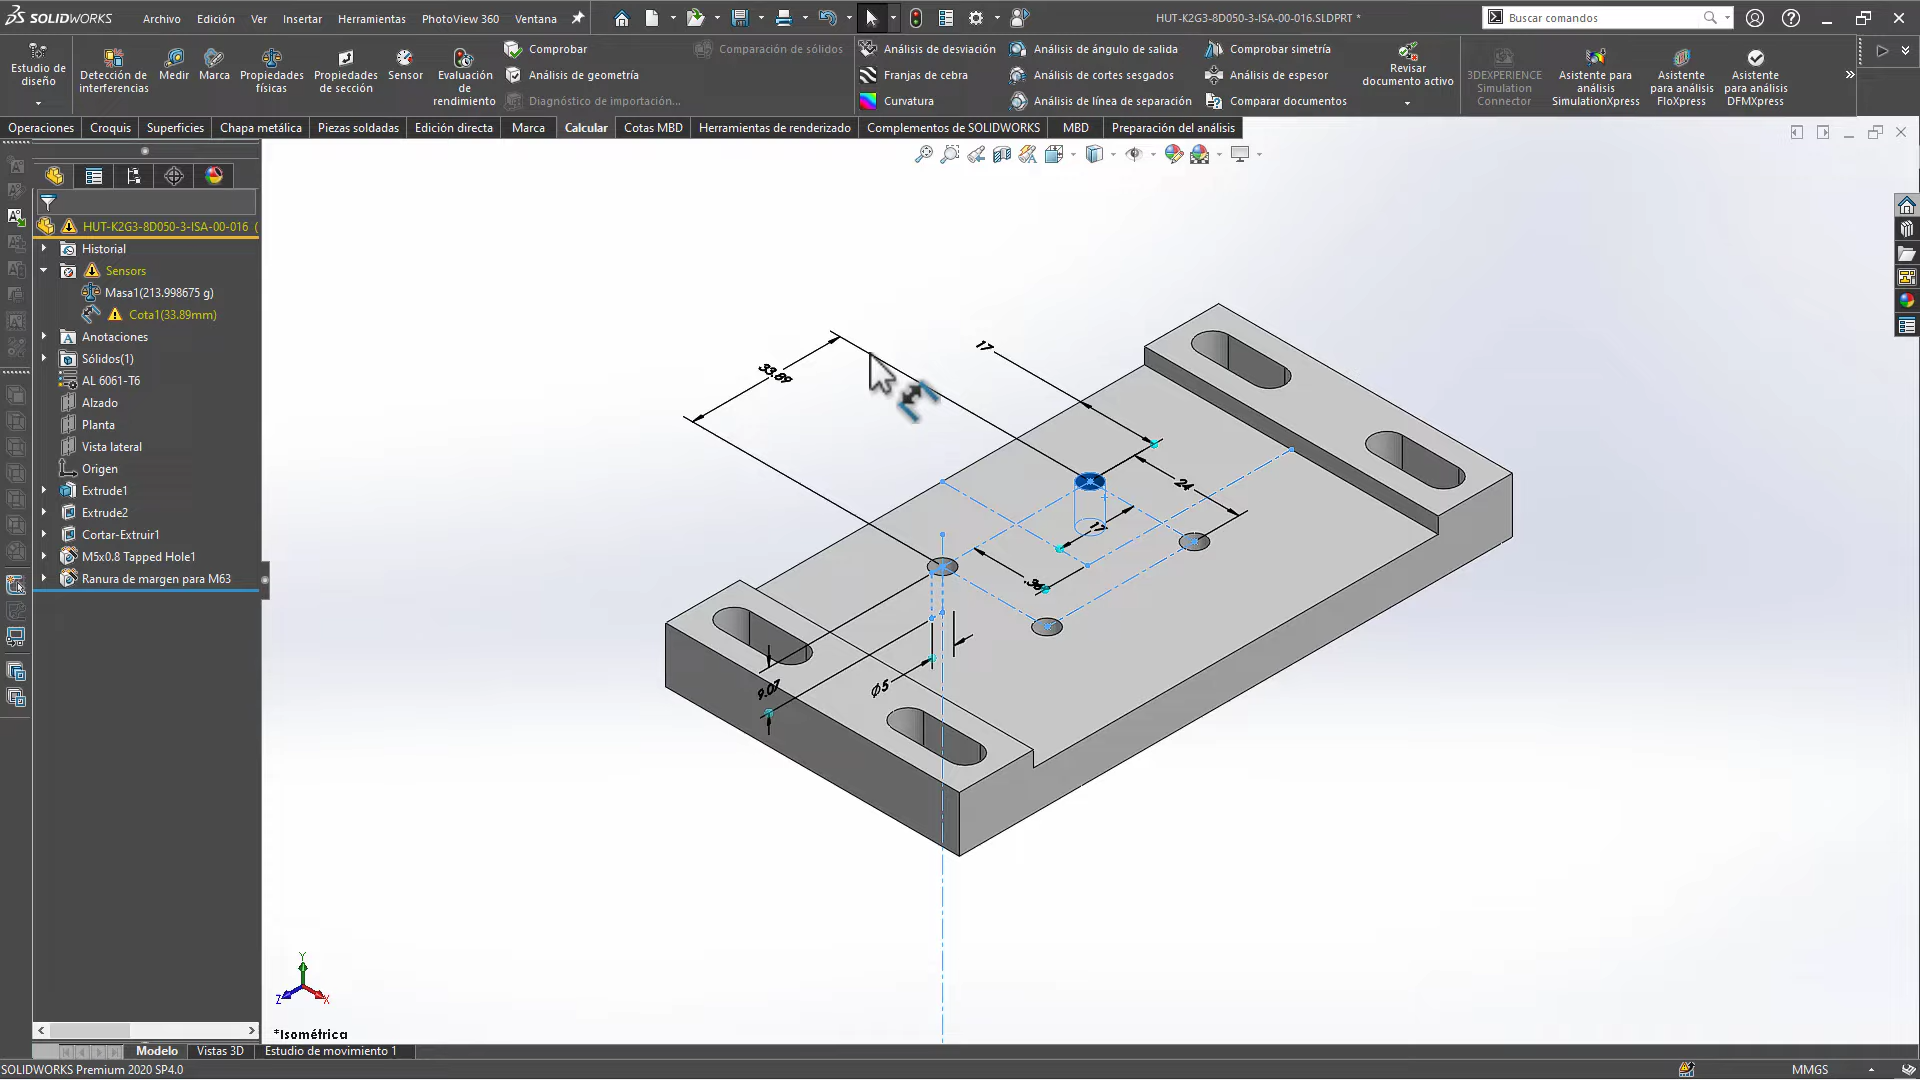 SOLIDWORKS
Archivo Edición Ver Insertar Herramientas PhotoView 360 Ventana
HUT-K2G3-8D050-3-ISA-00-016.SLDPRT *
Buscar comandos
Estudio de diseño
Detección de interferencias
Medir
Marca
Propiedades físicas
Propiedades de sección
Sensor
Evaluación de rendimiento
Comprobar
Análisis de geometría
Diagnóstico de importación...
Comparación de sólidos
Análisis de desviación
Franjas de cebra
Curvatura
Análisis de ángulo de salida
Análisis de cortes sesgados
Análisis de línea de separación
Comprobar simetría
Análisis de espesor
Comparar documentos
Revisar documento activo
3DEXPERIENCE Simulation Connector
Asistente para análisis SimulationXpress
Asistente para análisis FloXpress
Asistente para análisis DFMXpress
Operaciones Croquis Superficies Chapa metálica Piezas soldadas Edición directa Marca Calcular Cotas MBD Herramientas de renderizado Complementos de SOLIDWORKS MBD Preparación del análisis
HUT-K2G3-8D050-3-ISA-00-016 (
Historial
Sensors
Masa1(213.998675 g)
Cota1(33.89mm)
Anotaciones
Sólidos(1)
AL 6061-T6
Alzado
Planta
Vista lateral
Origen
Extrude1
Extrude2
Cortar-Extruir1
M5x0.8 Tapped Hole1
Ranura de margen para M63
17
33.89
24
17
9.07
Ø5
Y
Z
X
*Isométrica
Modelo Vistas 3D Estudio de movimiento 1
SOLIDWORKS Premium 2020 SP4.0
MMGS